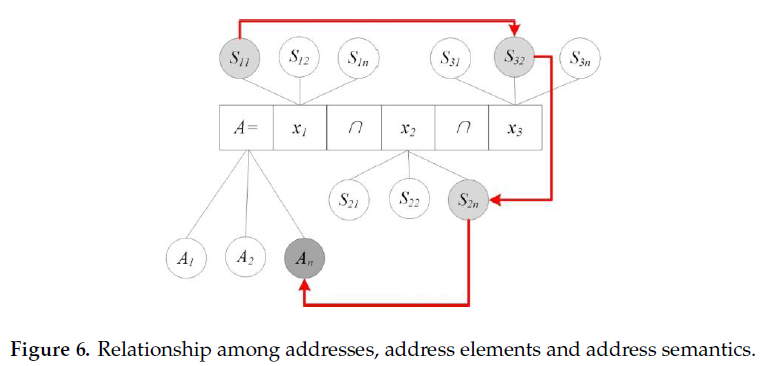 S11 S12 S1n S31 S32 S3n
A= x1 ∩ x2 ∩ x3
S21 S22 S2n
A1 A2 An
Figure 6. Relationship among addresses, address elements and address semantics.